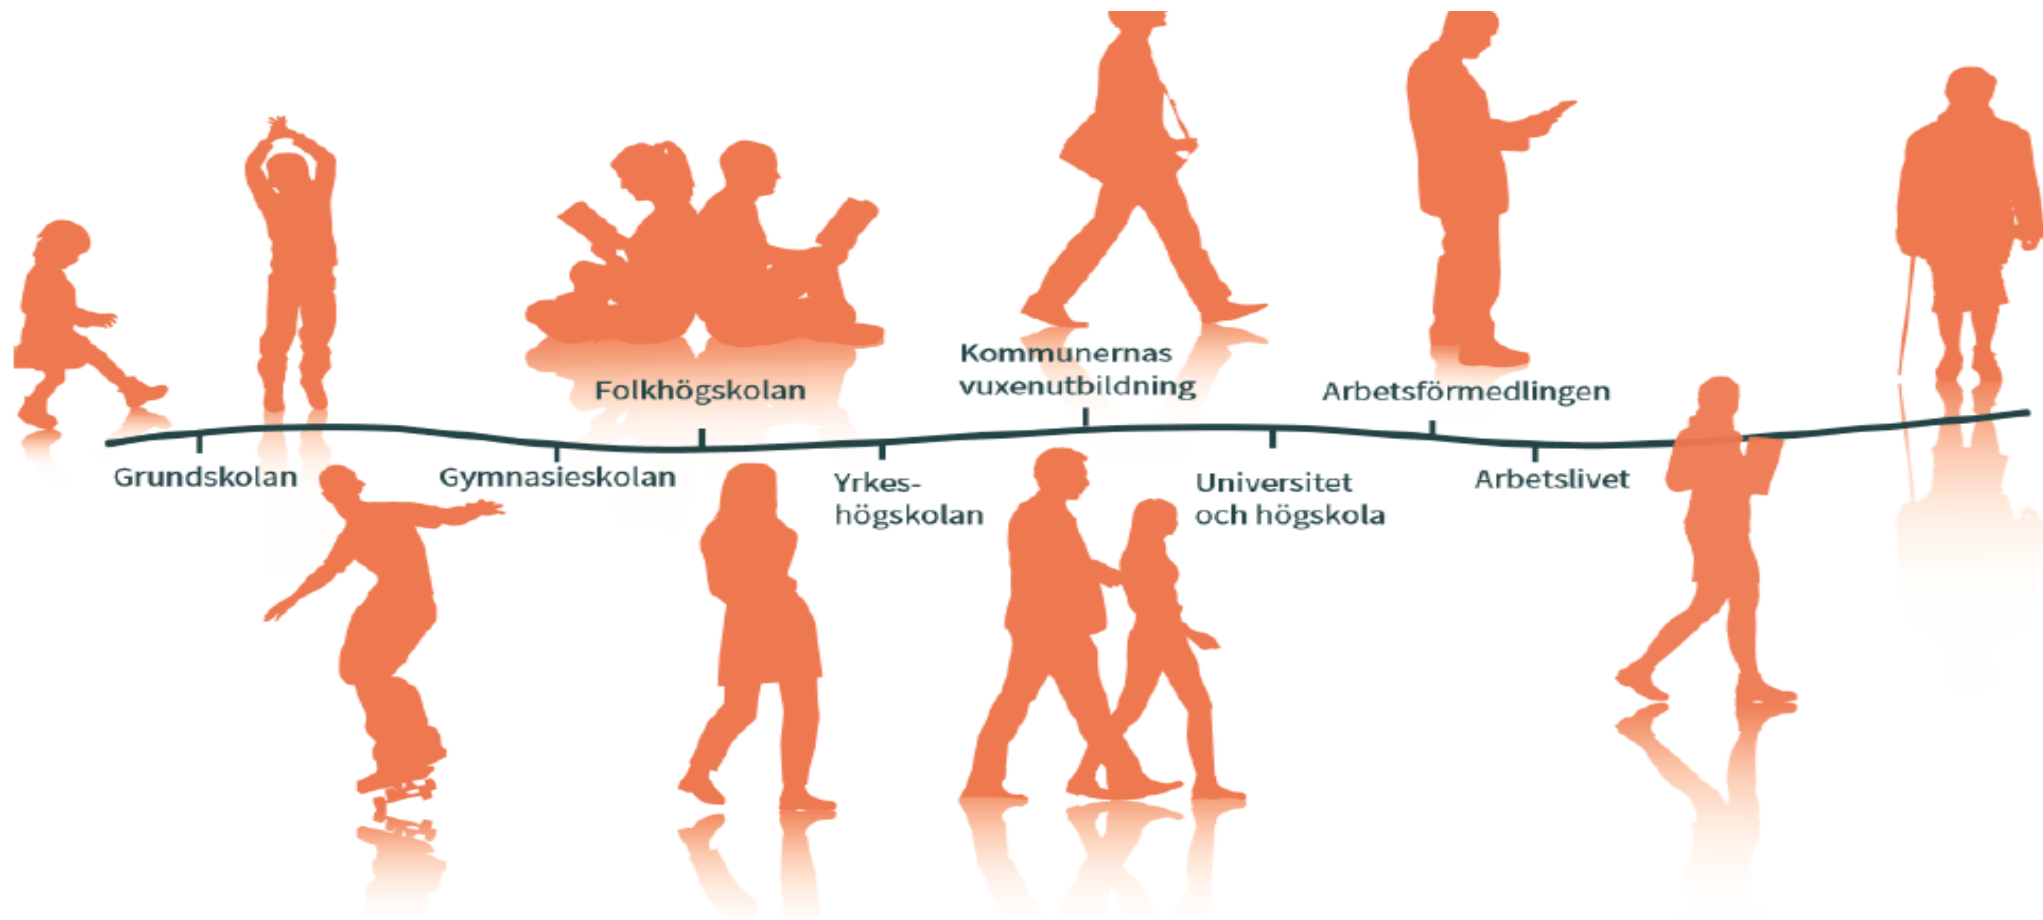 Grundskolan
Gymnasieskolan
Folkhögskolan
Yrkes-
högskolan
Kommunernas
vuxenutbildning
Universitet
och högskola
Arbetsförmedlingen
Arbetslivet